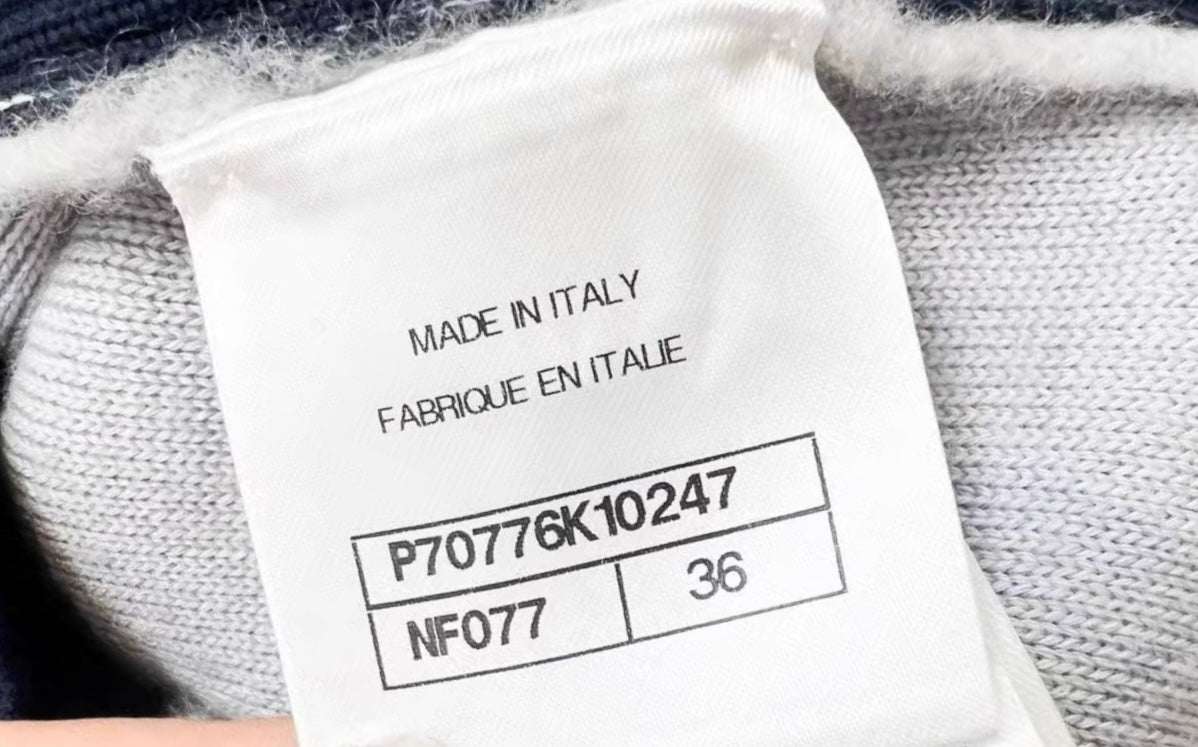 MADE IN ITALY
FABRIQUE EN ITALIE
P70776K10247
NF077 36